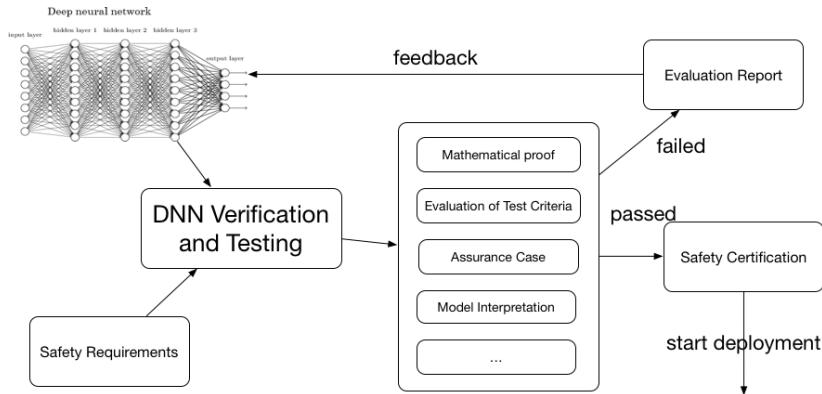 Deep neural network
input layer
hidden layer 1
hidden layer 2
hidden layer 3
output layer
feedback
Evaluation Report
failed
Mathematical proof
DNN Verification
and Testing
Evaluation of Test Criteria
passed
Assurance Case
Safety Certification
Model Interpretation
Safety Requirements
...
start deployment